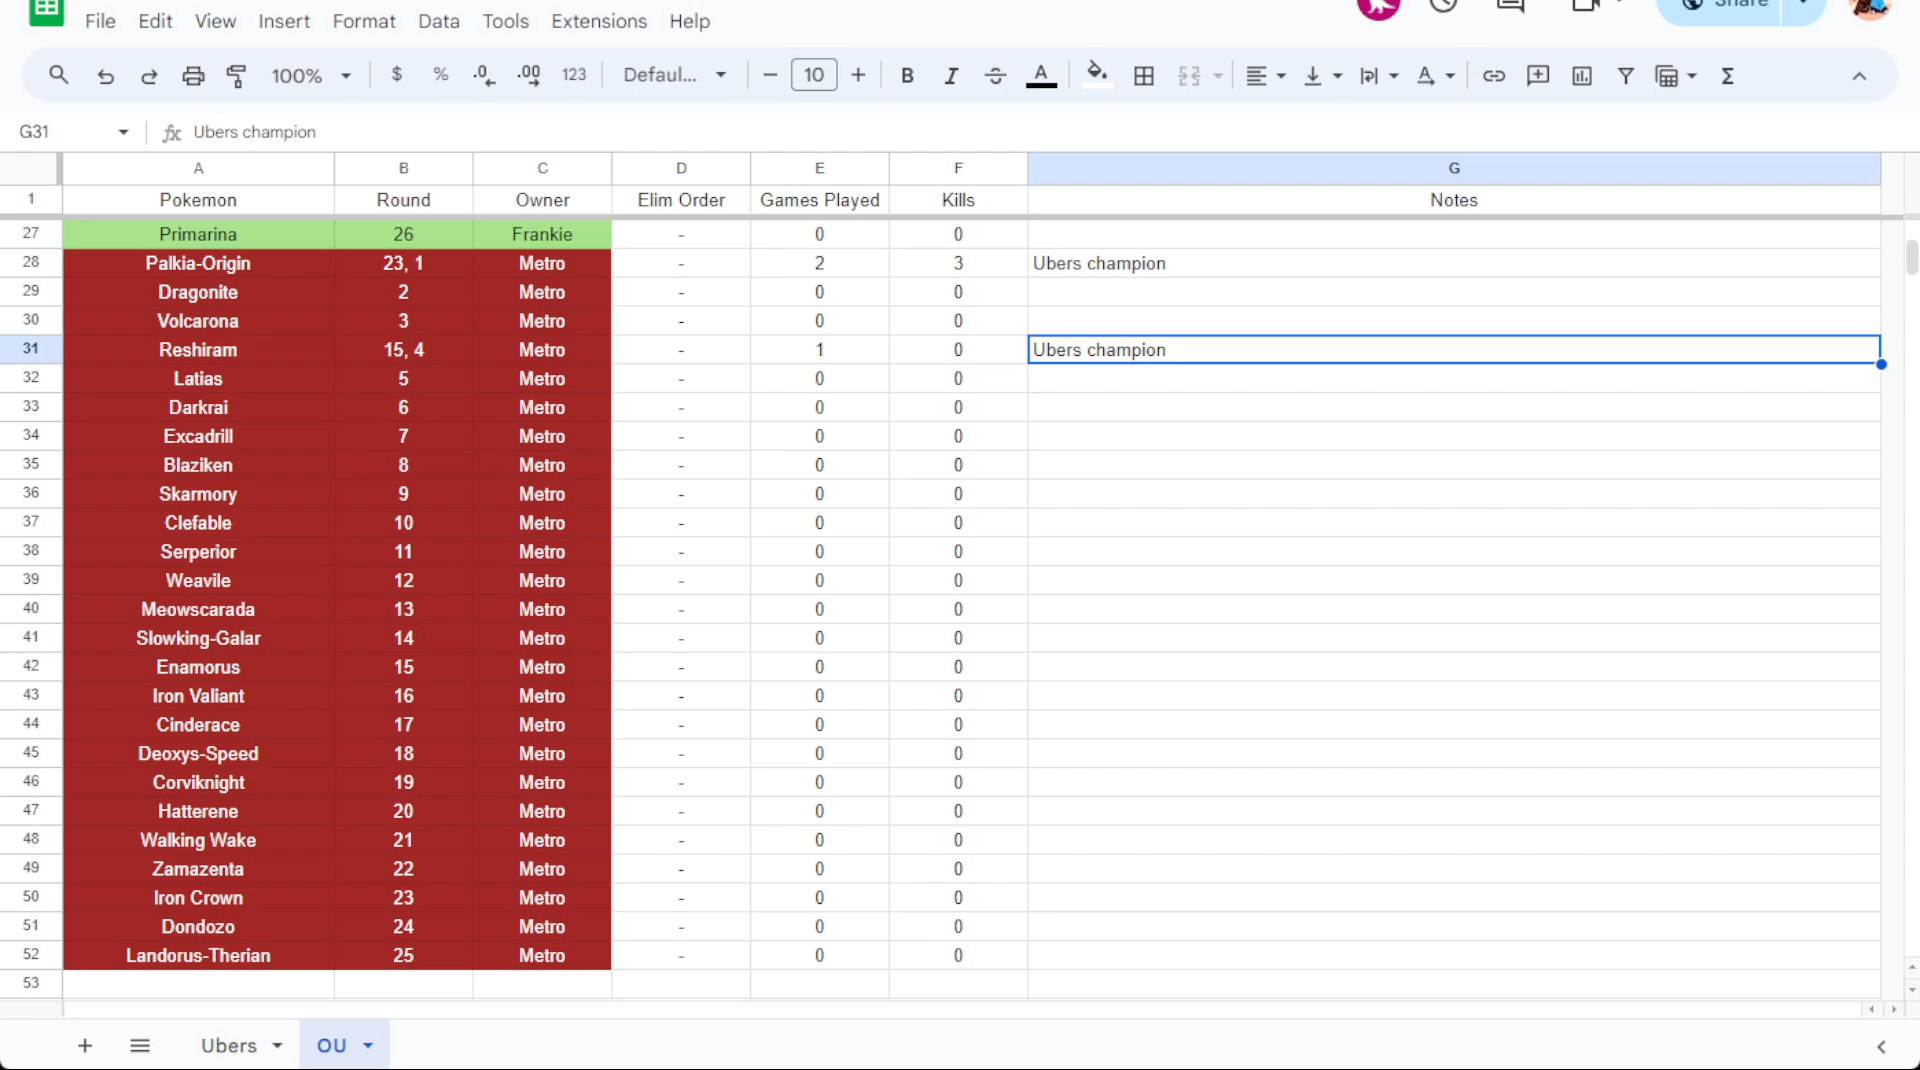 Share
File Edit View Insert Format Data Tools Extensions Help
100% $ % .0 .00 123 Defaul... 10 B I A A Σ
G31 fx Ubers champion
A B C D E F G
1 Pokemon Round Owner Elim Order Games Played Kills Notes
27 Primarina 26 Frankie - 0 0
28 Palkia-Origin 23, 1 Metro - 2 3 Ubers champion
29 Dragonite 2 Metro - 0 0
30 Volcarona 3 Metro - 0 0
31 Reshiram 15, 4 Metro - 1 0 Ubers champion
32 Latias 5 Metro - 0 0
33 Darkrai 6 Metro - 0 0
34 Excadrill 7 Metro - 0 0
35 Blaziken 8 Metro - 0 0
36 Skarmory 9 Metro - 0 0
37 Clefable 10 Metro - 0 0
38 Serperior 11 Metro - 0 0
39 Weavile 12 Metro - 0 0
40 Meowscarada 13 Metro - 0 0
41 Slowking-Galar 14 Metro - 0 0
42 Enamorus 15 Metro - 0 0
43 Iron Valiant 16 Metro - 0 0
44 Cinderace 17 Metro - 0 0
45 Deoxys-Speed 18 Metro - 0 0
46 Corviknight 19 Metro - 0 0
47 Hatterene 20 Metro - 0 0
48 Walking Wake 21 Metro - 0 0
49 Zamazenta 22 Metro - 0 0
50 Iron Crown 23 Metro - 0 0
51 Dondozo 24 Metro - 0 0
52 Landorus-Therian 25 Metro - 0 0
53
Ubers OU